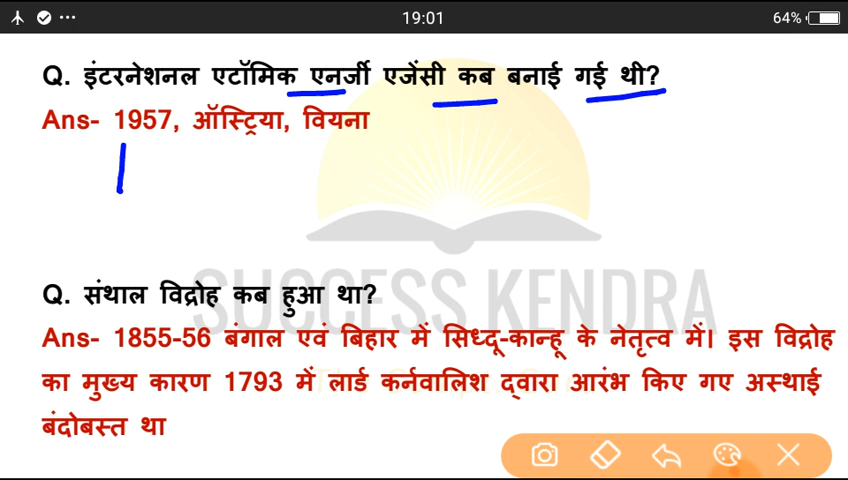 19:01
64%
Q. इंटरनेशनल एटॉमिक एनर्जी एजेंसी कब बनाई गई थी?
Ans- 1957, ऑस्ट्रिया, वियना
SUCCESS KENDRA
Q. संथाल विद्रोह कब हुआ था?
Ans- 1855-56 बंगाल एवं बिहार में सिध्दू-कान्हू के नेतृत्व में। इस विद्रोह
का मुख्य कारण 1793 में लार्ड कर्नवालिश द्वारा आरंभ किए गए अस्थाई
बंदोबस्त था